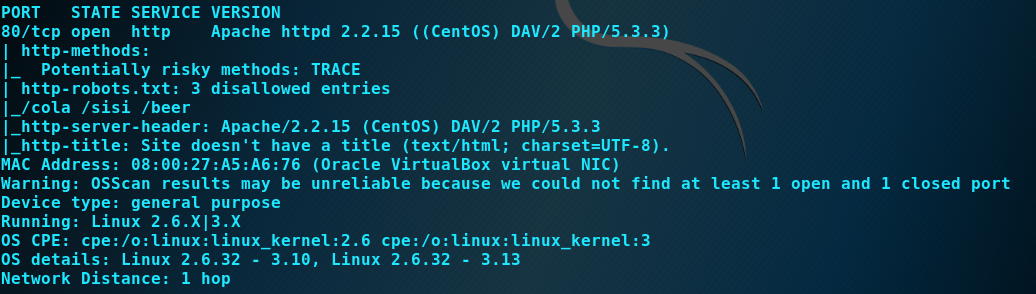 PORT   STATE SERVICE VERSION
80/tcp open  http    Apache httpd 2.2.15 ((CentOS) DAV/2 PHP/5.3.3)
| http-methods:
|_  Potentially risky methods: TRACE
| http-robots.txt: 3 disallowed entries
|_/cola /sisi /beer
|_http-server-header: Apache/2.2.15 (CentOS) DAV/2 PHP/5.3.3
|_http-title: Site doesn't have a title (text/html; charset=UTF-8).
MAC Address: 08:00:27:A5:A6:76 (Oracle VirtualBox virtual NIC)
Warning: OSScan results may be unreliable because we could not find at least 1 open and 1 closed port
Device type: general purpose
Running: Linux 2.6.X|3.X
OS CPE: cpe:/o:linux:linux_kernel:2.6 cpe:/o:linux:linux_kernel:3
OS details: Linux 2.6.32 - 3.10, Linux 2.6.32 - 3.13
Network Distance: 1 hop